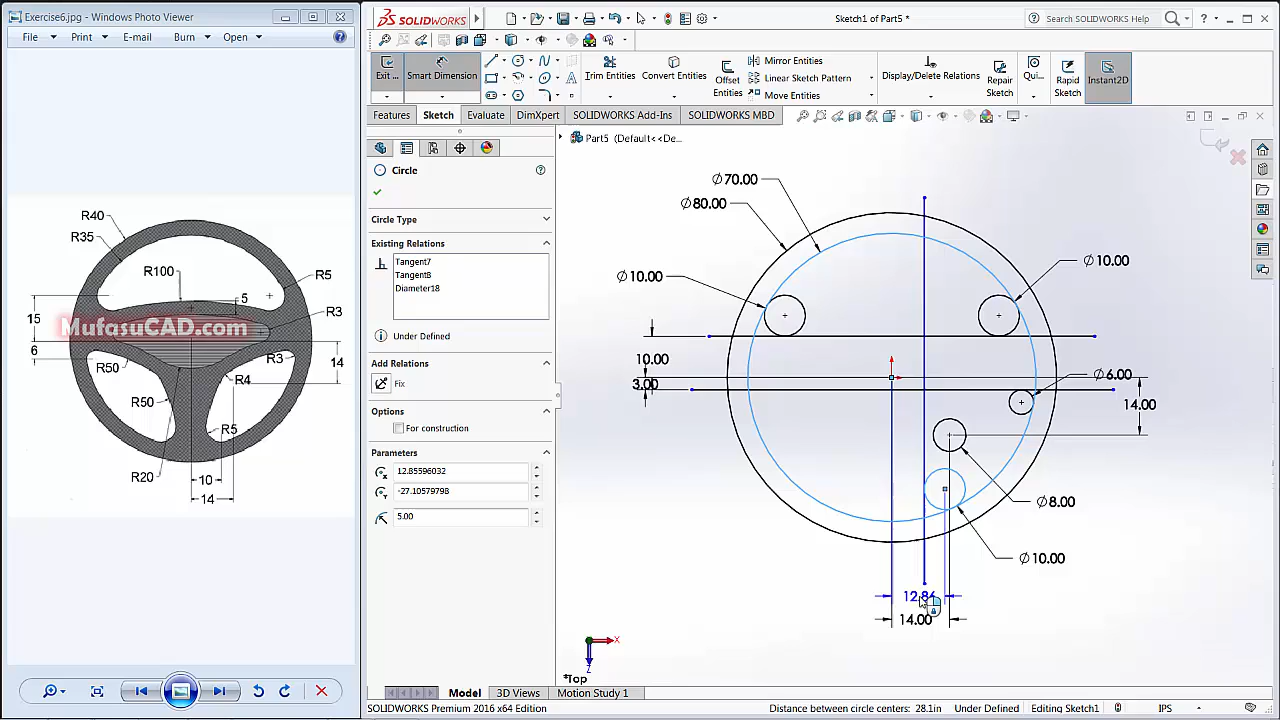 Exercise6.jpg - Windows Photo Viewer
File
Print
E-mail
Burn
Open
R40
R35
R100
5
R5
R3
15
MufasuCAD.com
6
R50
R3
14
R4
R50
R5
R20
10
14
SOLIDWORKS
Sketch1 of Part5 *
Search SOLIDWORKS Help
Exit ...
Smart Dimension
Trim Entities
Convert Entities
Offset
Entities
Mirror Entities
Linear Sketch Pattern
Move Entities
Display/Delete Relations
Repair
Sketch
Qui...
Rapid
Sketch
Instant2D
Features
Sketch
Evaluate
DimXpert
SOLIDWORKS Add-Ins
SOLIDWORKS MBD
Part5 (Default<<De...
Circle
Circle Type
Existing Relations
Tangent7
Tangent8
Diameter18
Under Defined
Add Relations
Fix
Options
For construction
Parameters
12.85596032
-27.10579798
5.00
Ø70.00
Ø80.00
Ø10.00
Ø10.00
10.00
3.00
Ø6.00
14.00
Ø8.00
Ø10.00
12.86
14.00
X
Z
*Top
Model
3D Views
Motion Study 1
SOLIDWORKS Premium 2016 x64 Edition
Distance between circle centers: 28.1in
Under Defined
Editing Sketch1
IPS